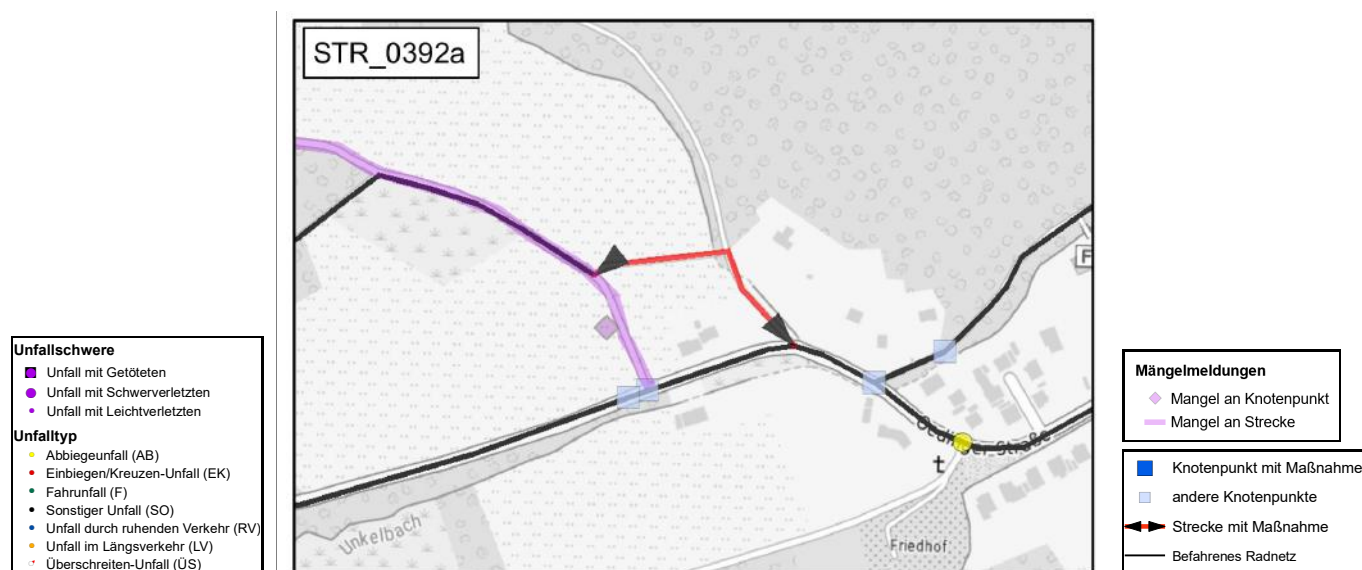 STR_0392a
F
Oedinger Straße
t
Unkelbach
Friedhof
Unfallschwere
Unfall mit Getöteten
Unfall mit Schwerverletzten
Unfall mit Leichtverletzten
Unfalltyp
Abbiegeunfall (AB)
Einbiegen/Kreuzen-Unfall (EK)
Fahrunfall (F)
Sonstiger Unfall (SO)
Unfall durch ruhenden Verkehr (RV)
Unfall im Längsverkehr (LV)
Überschreiten-Unfall (ÜS)
Mängelmeldungen
Mangel an Knotenpunkt
Mangel an Strecke
Knotenpunkt mit Maßnahme
andere Knotenpunkte
Strecke mit Maßnahme
Befahrenes Radnetz